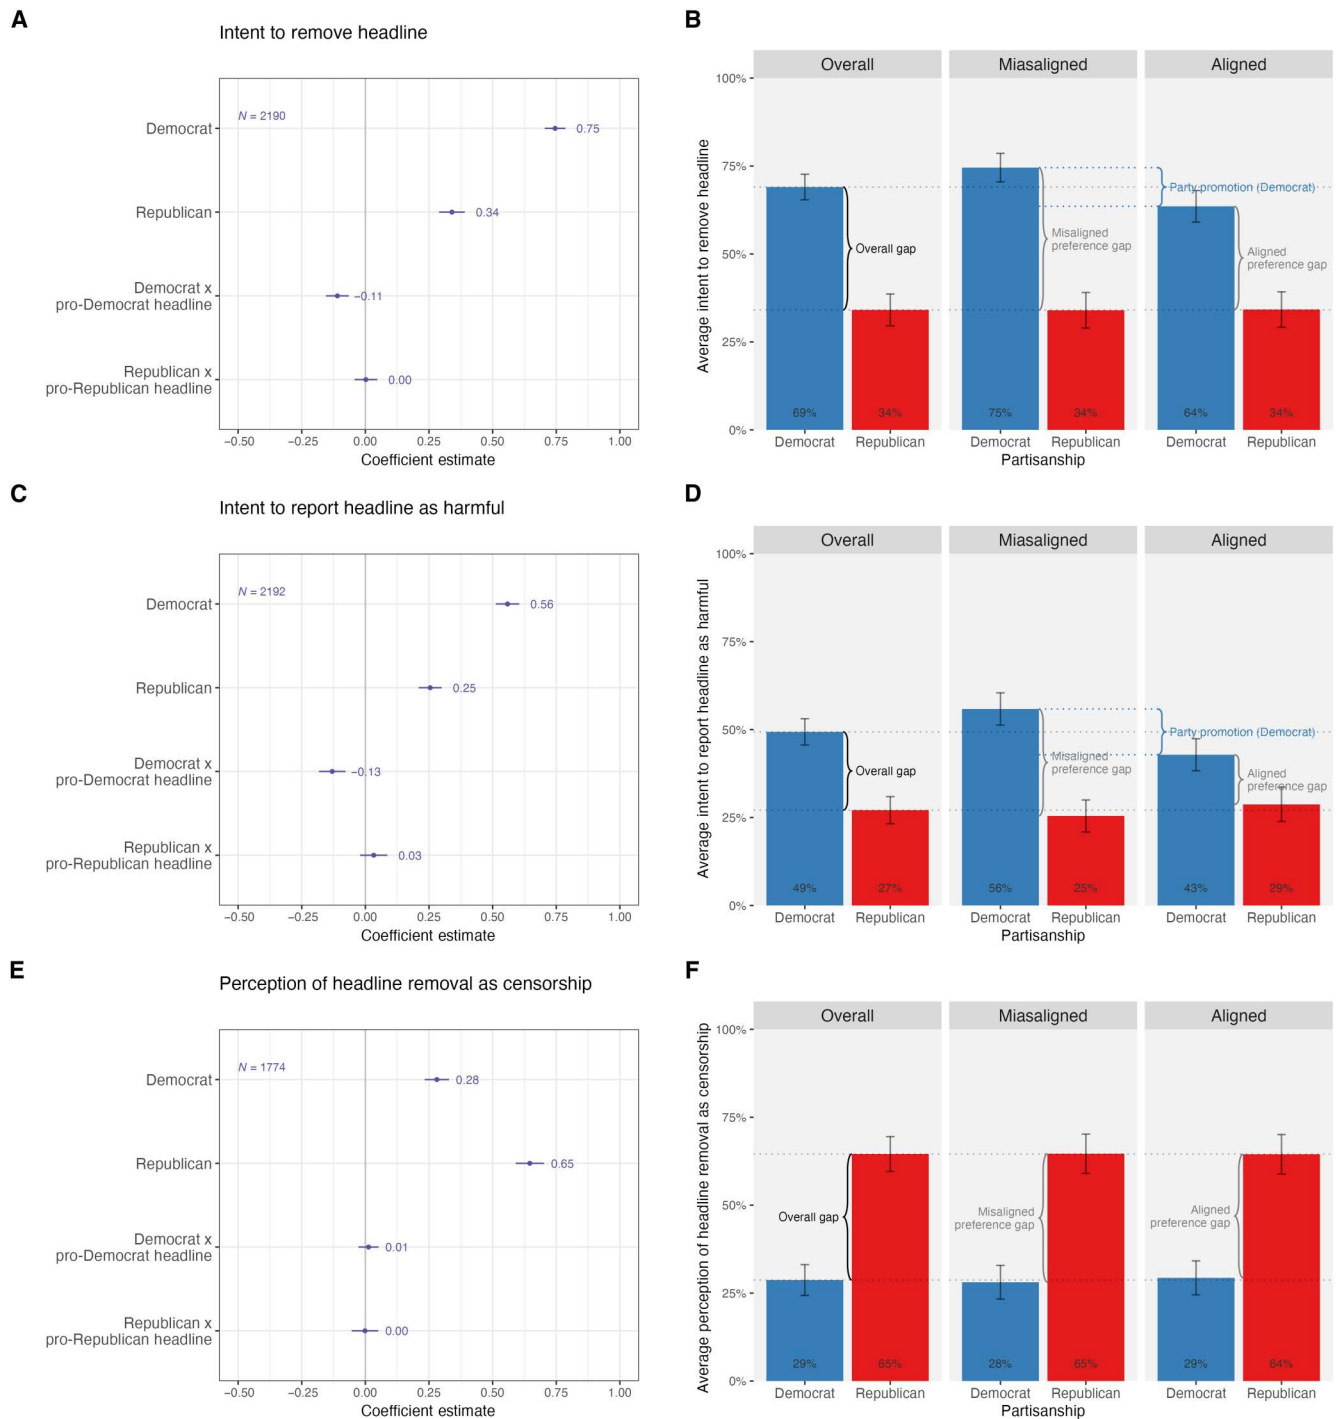 A
Intent to remove headline
N = 2190
Democrat
0.75
Republican
0.34
Democrat x
pro-Democrat headline
−0.11
Republican x
pro-Republican headline
0.00
−0.50 −0.25 0.00 0.25 0.50 0.75 1.00
Coefficient estimate
B
Overall Miasaligned Aligned
Average intent to remove headline
100%
75%
50%
25%
0%
Overall gap
Misaligned
preference gap
Party promotion (Democrat)
Aligned
preference gap
69% 34% 75% 34% 64% 34%
Democrat Republican Democrat Republican Democrat Republican
Partisanship
C
Intent to report headline as harmful
N = 2192
Democrat
0.56
Republican
0.25
Democrat x
pro-Democrat headline
−0.13
Republican x
pro-Republican headline
0.03
−0.50 −0.25 0.00 0.25 0.50 0.75 1.00
Coefficient estimate
D
Overall Miasaligned Aligned
Average intent to report headline as harmful
100%
75%
50%
25%
0%
Overall gap
Misaligned
preference gap
Party promotion (Democrat)
Aligned
preference gap
49% 27% 56% 25% 43% 29%
Democrat Republican Democrat Republican Democrat Republican
Partisanship
E
Perception of headline removal as censorship
N = 1774
Democrat
0.28
Republican
0.65
Democrat x
pro-Democrat headline
0.01
Republican x
pro-Republican headline
0.00
−0.50 −0.25 0.00 0.25 0.50 0.75 1.00
Coefficient estimate
F
Overall Miasaligned Aligned
Average perception of headline removal as censorship
100%
75%
50%
25%
0%
Overall gap
Misaligned
preference gap
Aligned
preference gap
29% 65% 28% 65% 29% 64%
Democrat Republican Democrat Republican Democrat Republican
Partisanship